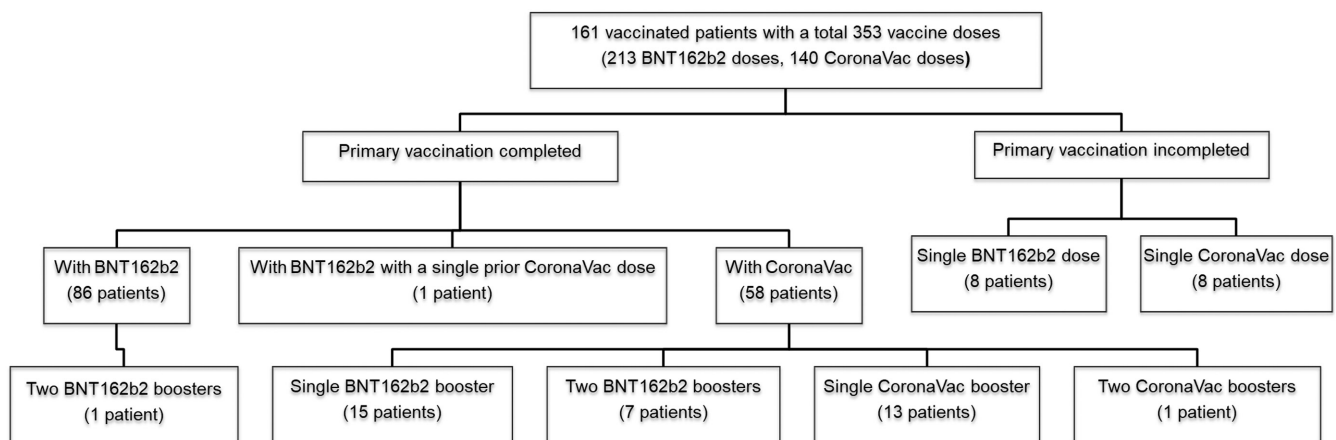 161 vaccinated patients with a total 353 vaccine doses
(213 BNT162b2 doses, 140 CoronaVac doses)
Primary vaccination completed
Primary vaccination incompleted
With BNT162b2
(86 patients)
With BNT162b2 with a single prior CoronaVac dose
(1 patient)
With CoronaVac
(58 patients)
Single BNT162b2 dose
(8 patients)
Single CoronaVac dose
(8 patients)
Two BNT162b2 boosters
(1 patient)
Single BNT162b2 booster
(15 patients)
Two BNT162b2 boosters
(7 patients)
Single CoronaVac booster
(13 patients)
Two CoronaVac boosters
(1 patient)